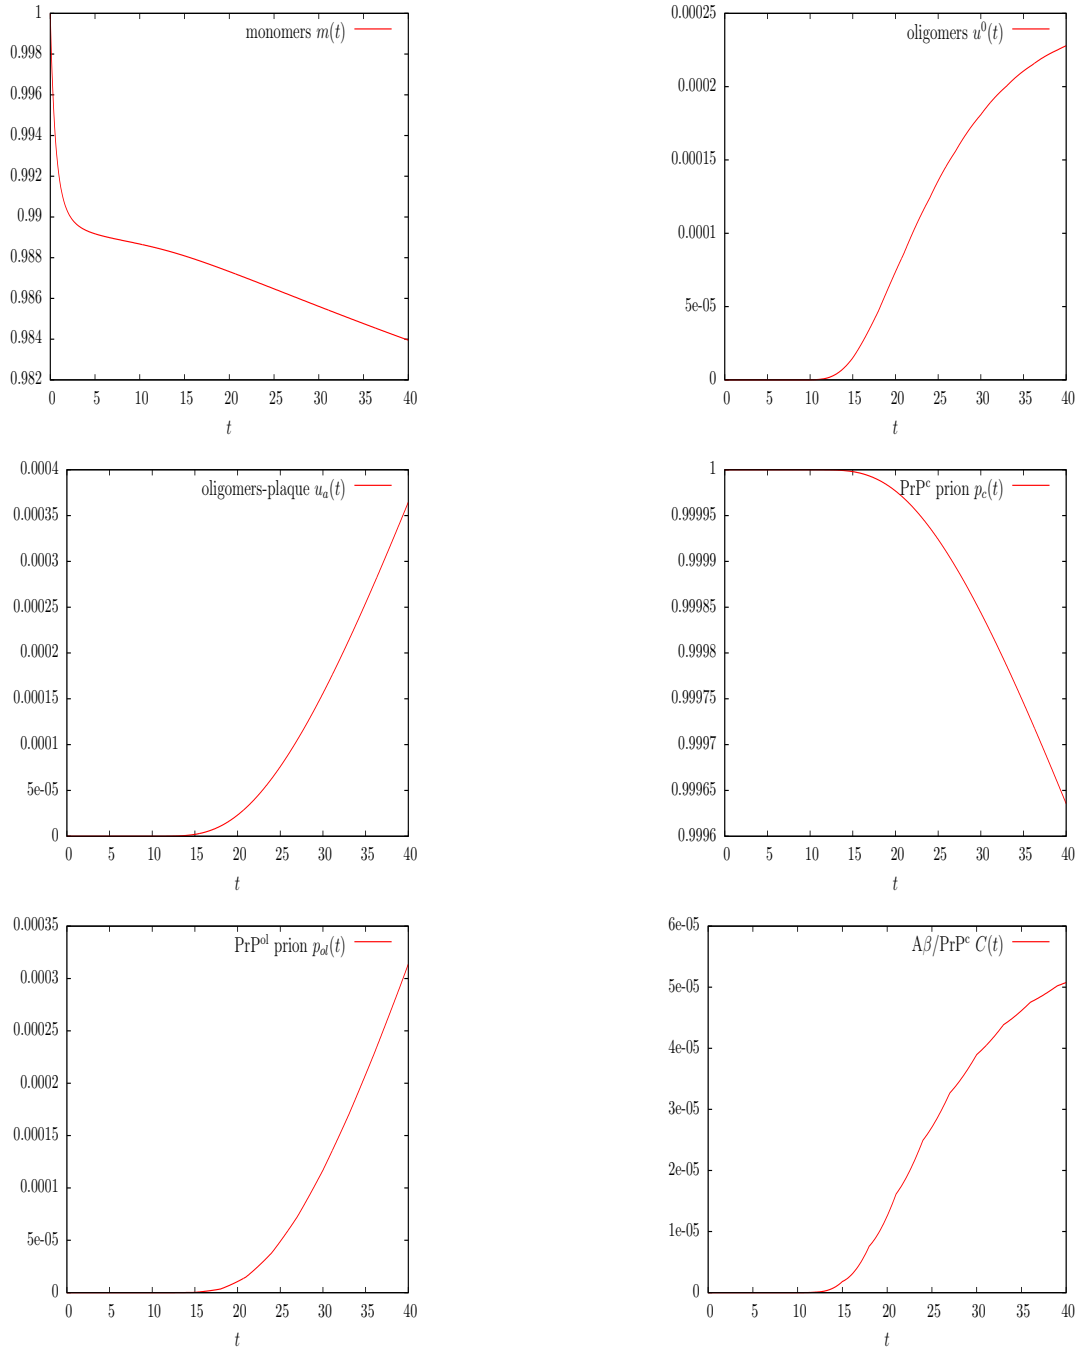 monomers m(t)
1
0.998
0.996
0.994
0.992
0.99
0.988
0.986
0.984
0.982
0 5 10 15 20 25 30 35 40
t
oligomers u⁰(t)
0.00025
0.0002
0.00015
0.0001
5e-05
0
0 5 10 15 20 25 30 35 40
t
oligomers-plaque uₐ(t)
0.0004
0.00035
0.0003
0.00025
0.0002
0.00015
0.0001
5e-05
0
0 5 10 15 20 25 30 35 40
t
PrPᶜ prion p_c(t)
1
0.99995
0.9999
0.99985
0.9998
0.99975
0.9997
0.99965
0.9996
0 5 10 15 20 25 30 35 40
t
PrPᵒˡ prion p_ol(t)
0.00035
0.0003
0.00025
0.0002
0.00015
0.0001
5e-05
0
0 5 10 15 20 25 30 35 40
t
Aβ/PrPᶜ C(t)
6e-05
5e-05
4e-05
3e-05
2e-05
1e-05
0
0 5 10 15 20 25 30 35 40
t